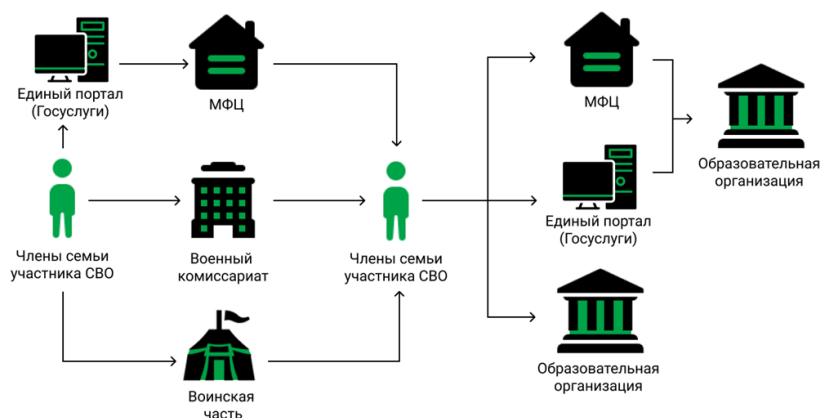 Единый портал
(Госуслуги)
МФЦ
МФЦ
Образовательная
организация
Члены семьи
участника СВО
Военный
комиссариат
Члены семьи
участника СВО
Единый портал
(Госуслуги)
Воинская
часть
Образовательная
организация